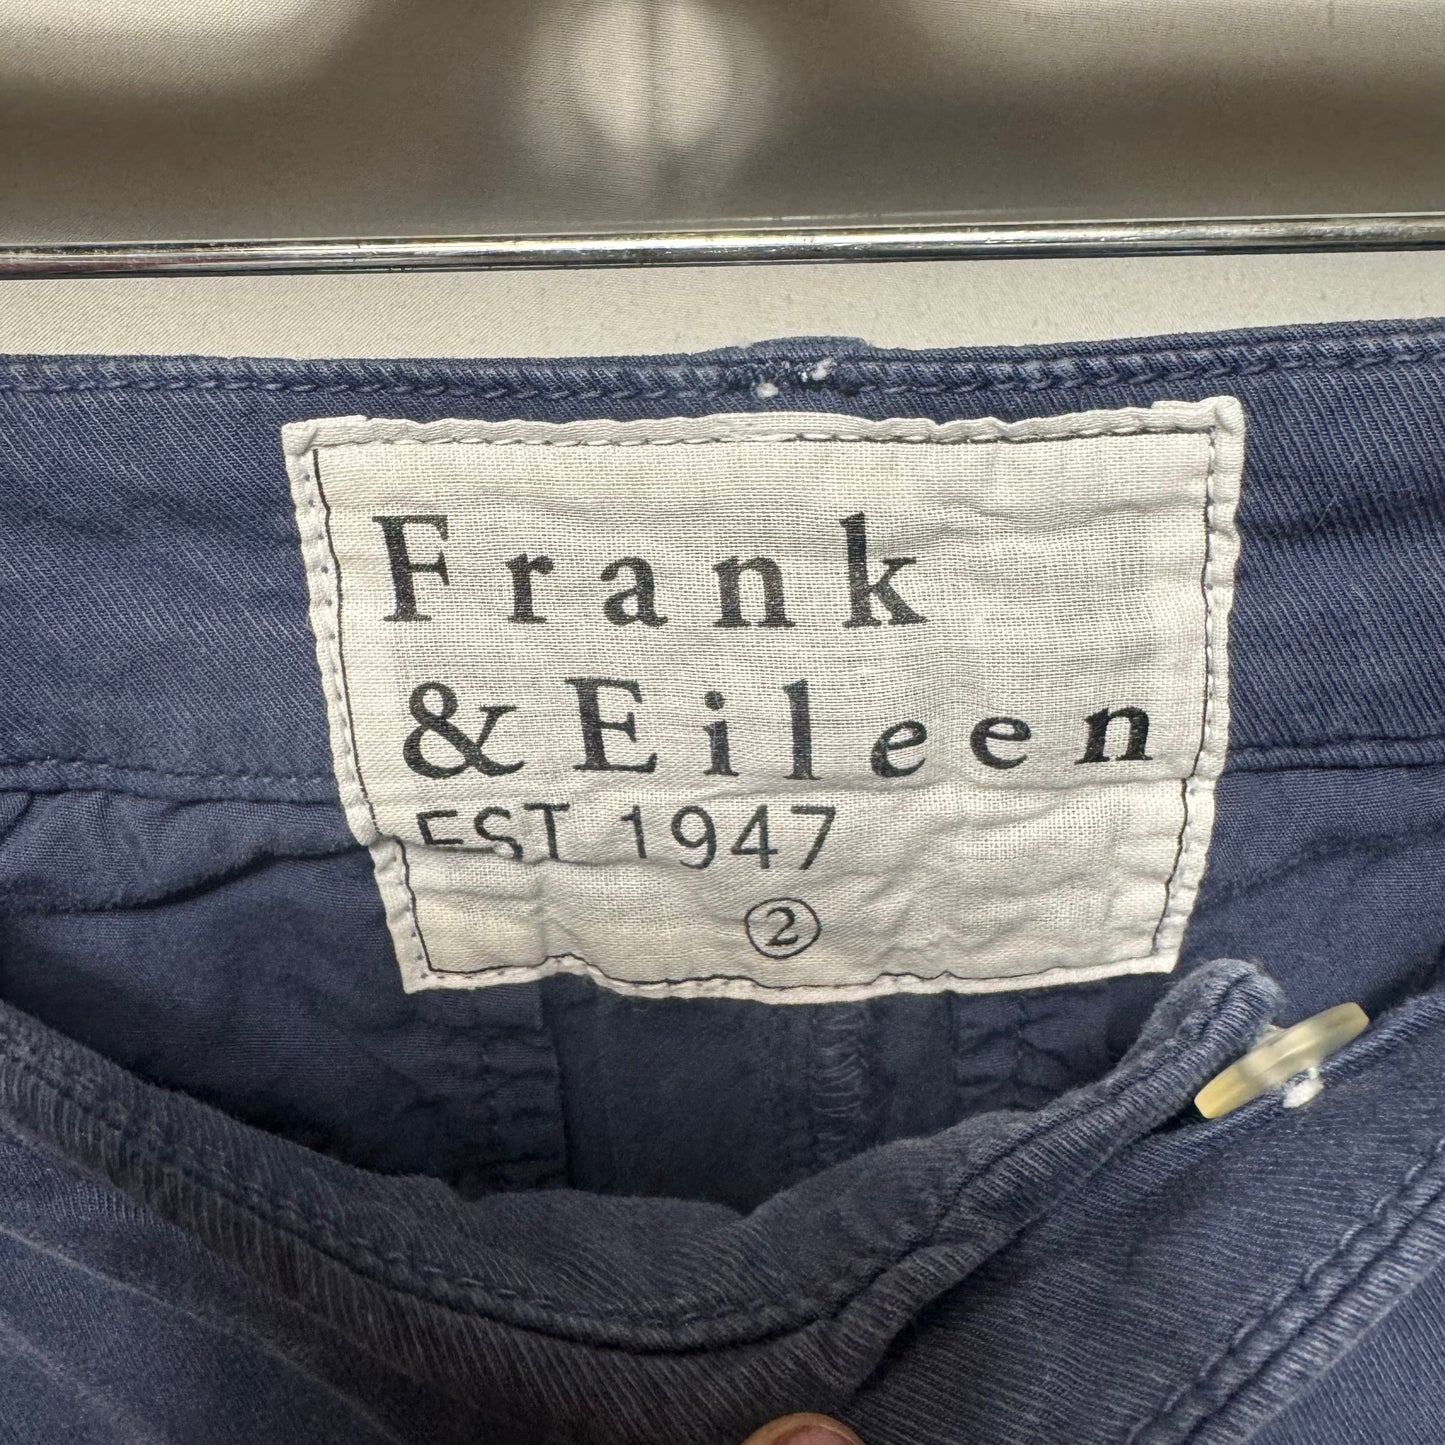 Frank
& Eileen
EST 1947
2